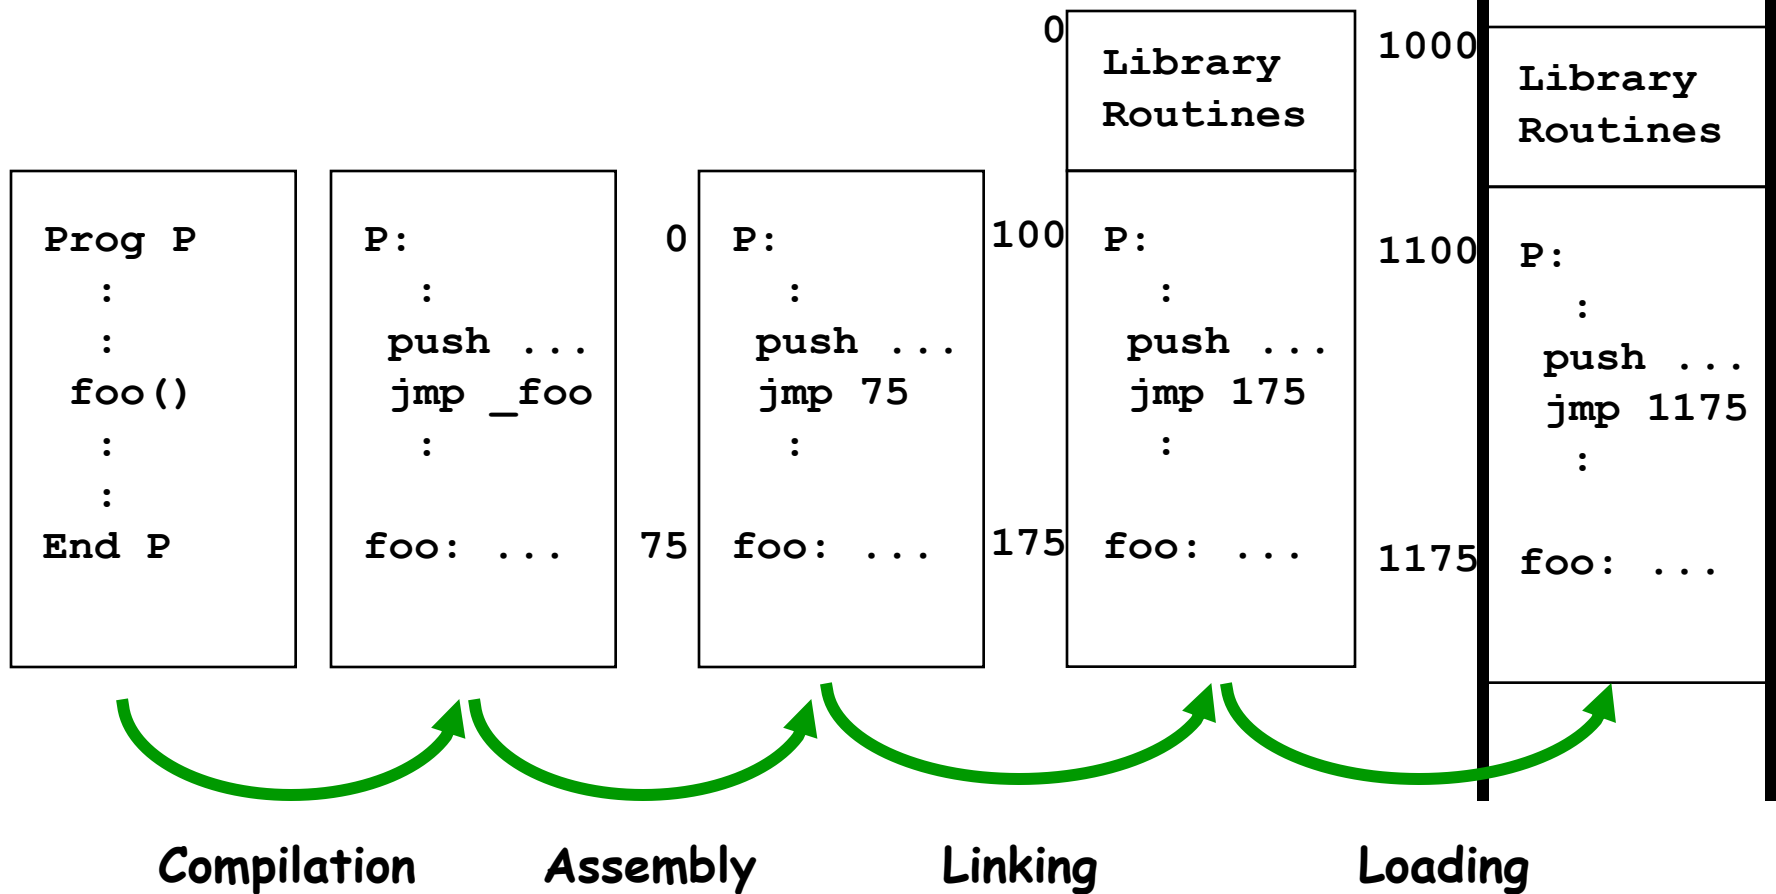 Prog P
:
:
foo()
:
:
End P
P:
:
push ...
jmp _foo
:
foo: ...
0
75
P:
:
push ...
jmp 75
:
foo: ...
0
100
175
Library
Routines
P:
:
push ...
jmp 175
:
foo: ...
1000
1100
1175
Library
Routines
P:
:
push ...
jmp 1175
:
foo: ...
Compilation
Assembly
Linking
Loading